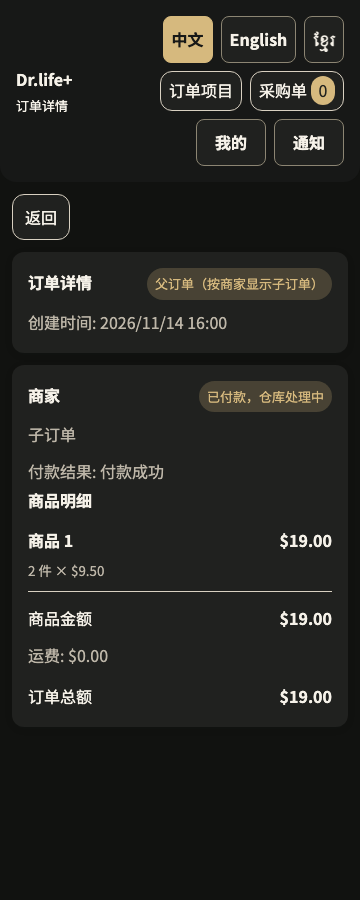 中文 English ខ្មែរ
Dr.life+
订单详情
订单项目 采购单 0
我的 通知
返回
订单详情 父订单（按商家显示子订单）
创建时间: 2026/11/14 16:00
商家 已付款，仓库处理中
子订单
付款结果: 付款成功
商品明细
商品 1 $19.00
2 件 × $9.50
商品金额 $19.00
运费: $0.00
订单总额 $19.00